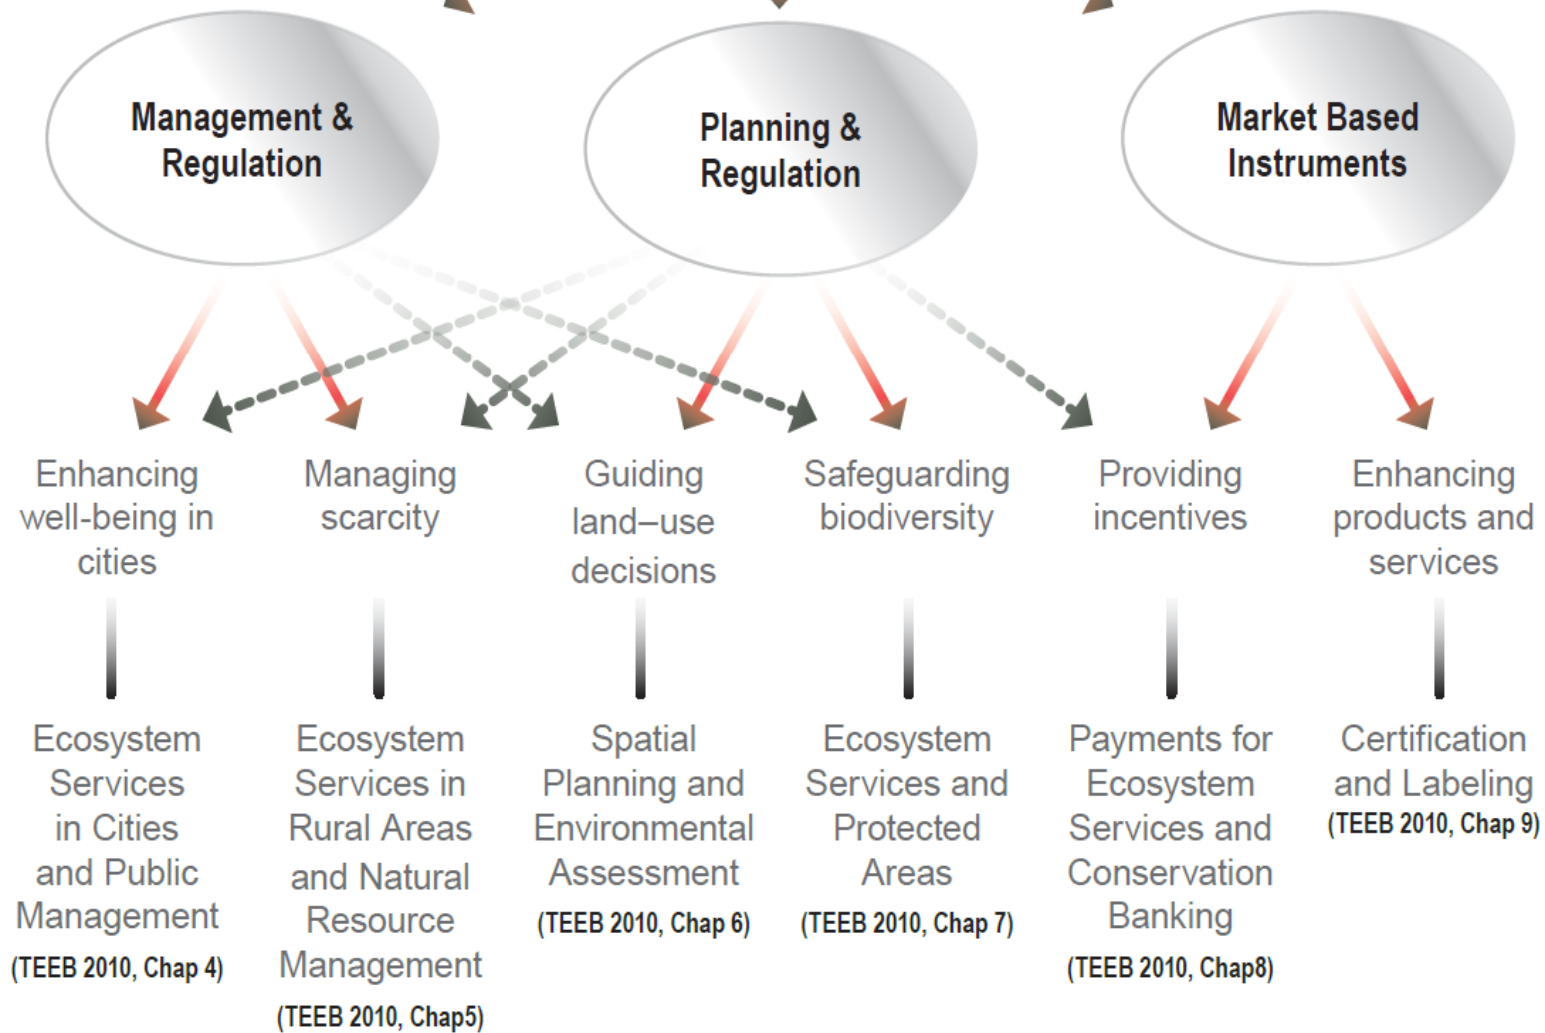 Management &
Regulation
Planning &
Regulation
Market Based
Instruments
Enhancing
well-being in
cities
Managing
scarcity
Guiding
land–use
decisions
Safeguarding
biodiversity
Providing
incentives
Enhancing
products and
services
Ecosystem
Services
in Cities
and Public
Management
(TEEB 2010, Chap 4)
Ecosystem
Services in
Rural Areas
and Natural
Resource
Management
(TEEB 2010, Chap5)
Spatial
Planning and
Environmental
Assessment
(TEEB 2010, Chap 6)
Ecosystem
Services and
Protected
Areas
(TEEB 2010, Chap 7)
Payments for
Ecosystem
Services and
Conservation
Banking
(TEEB 2010, Chap8)
Certification
and Labeling
(TEEB 2010, Chap 9)